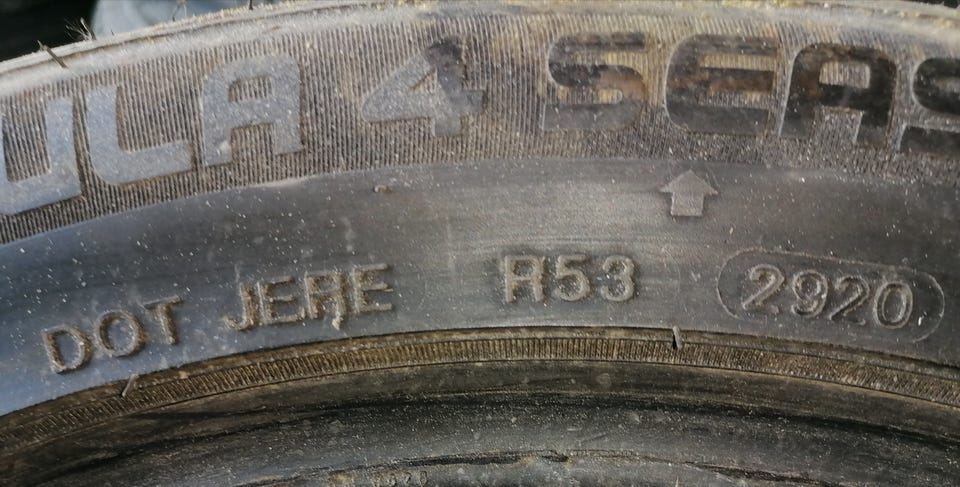 ULA 4 SEAS
DOT JERE R53 2920